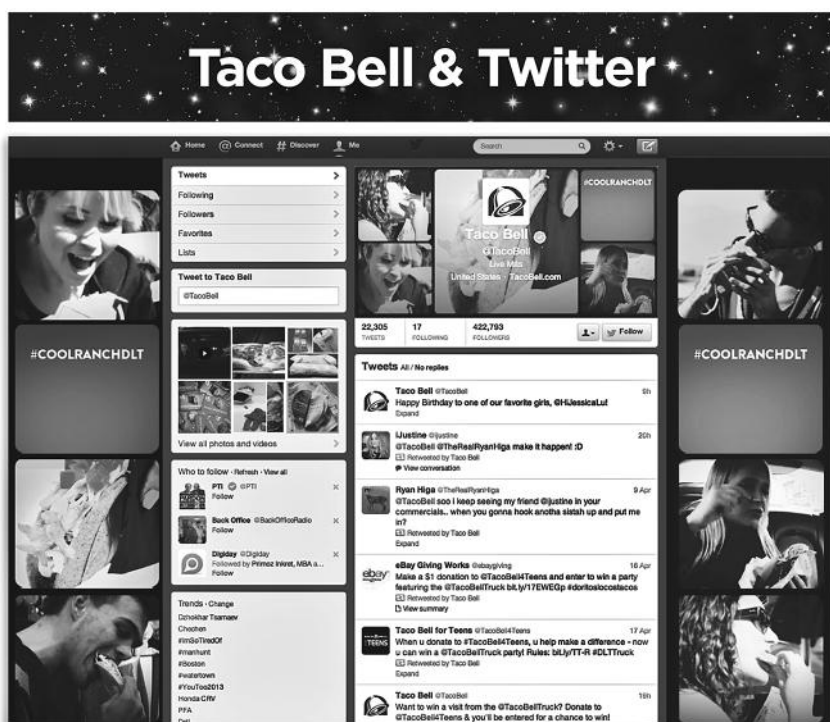 Taco Bell & Twitter
Home
Connect
# Discover
Me
Search
Tweets
Following
Followers
Favorites
Lists
Tweet to Taco Bell
@TacoBell
View all photos and videos
Who to follow · Refresh · View all
PTI @PTI
Follow
Back Office @BackOfficeRadio
Follow
Digiday @Digiday
Followed by Primoz Inkret, MBA a...
Follow
Trends · Change
Dzhokhar Tsarnaev
Chechen
#ImSoTiredOf
#manhunt
#Boston
#watertown
#YouToo2013
Honda CRV
PFA
#COOLRANCHDLT
Taco Bell
@TacoBell
Live Más
United States · TacoBell.com
22,305 TWEETS
17 FOLLOWING
422,793 FOLLOWERS
Follow
Tweets All / No replies
Taco Bell @TacoBell 9h
Happy Birthday to one of our favorite girls, @HiJessicaLu!
Expand
iJustine @ijustine 20h
@TacoBell @TheRealRyanHiga make it happen! :D
Retweeted by Taco Bell
View conversation
Ryan Higa @TheRealRyanHiga 9 Apr
@TacoBell soo i keep seeing my friend @ijustine in your
commercials.. when you gonna hook anotha sistah up and put me
in?
Retweeted by Taco Bell
Expand
ebay
eBay Giving Works @ebaygiving 16 Apr
Make a $1 donation to @TacoBell4Teens and enter to win a party
featuring the @TacoBellTruck bit.ly/17EWEGp #doritoslocostacos
Retweeted by Taco Bell
View summary
TEENS
Taco Bell for Teens @TacoBell4Teens 17 Apr
When u donate to #TacoBell4Teens, u help make a difference - now
u can win a @TacoBellTruck party! Rules: bit.ly/TT-R #DLTTruck
Retweeted by Taco Bell
Expand
Taco Bell @TacoBell
Want to win a visit from the @TacoBellTruck? Donate to
@TacoBell4Teens & you'll be entered for a chance to win!
#COOLRANCHDLT
#COOLRANCHDLT